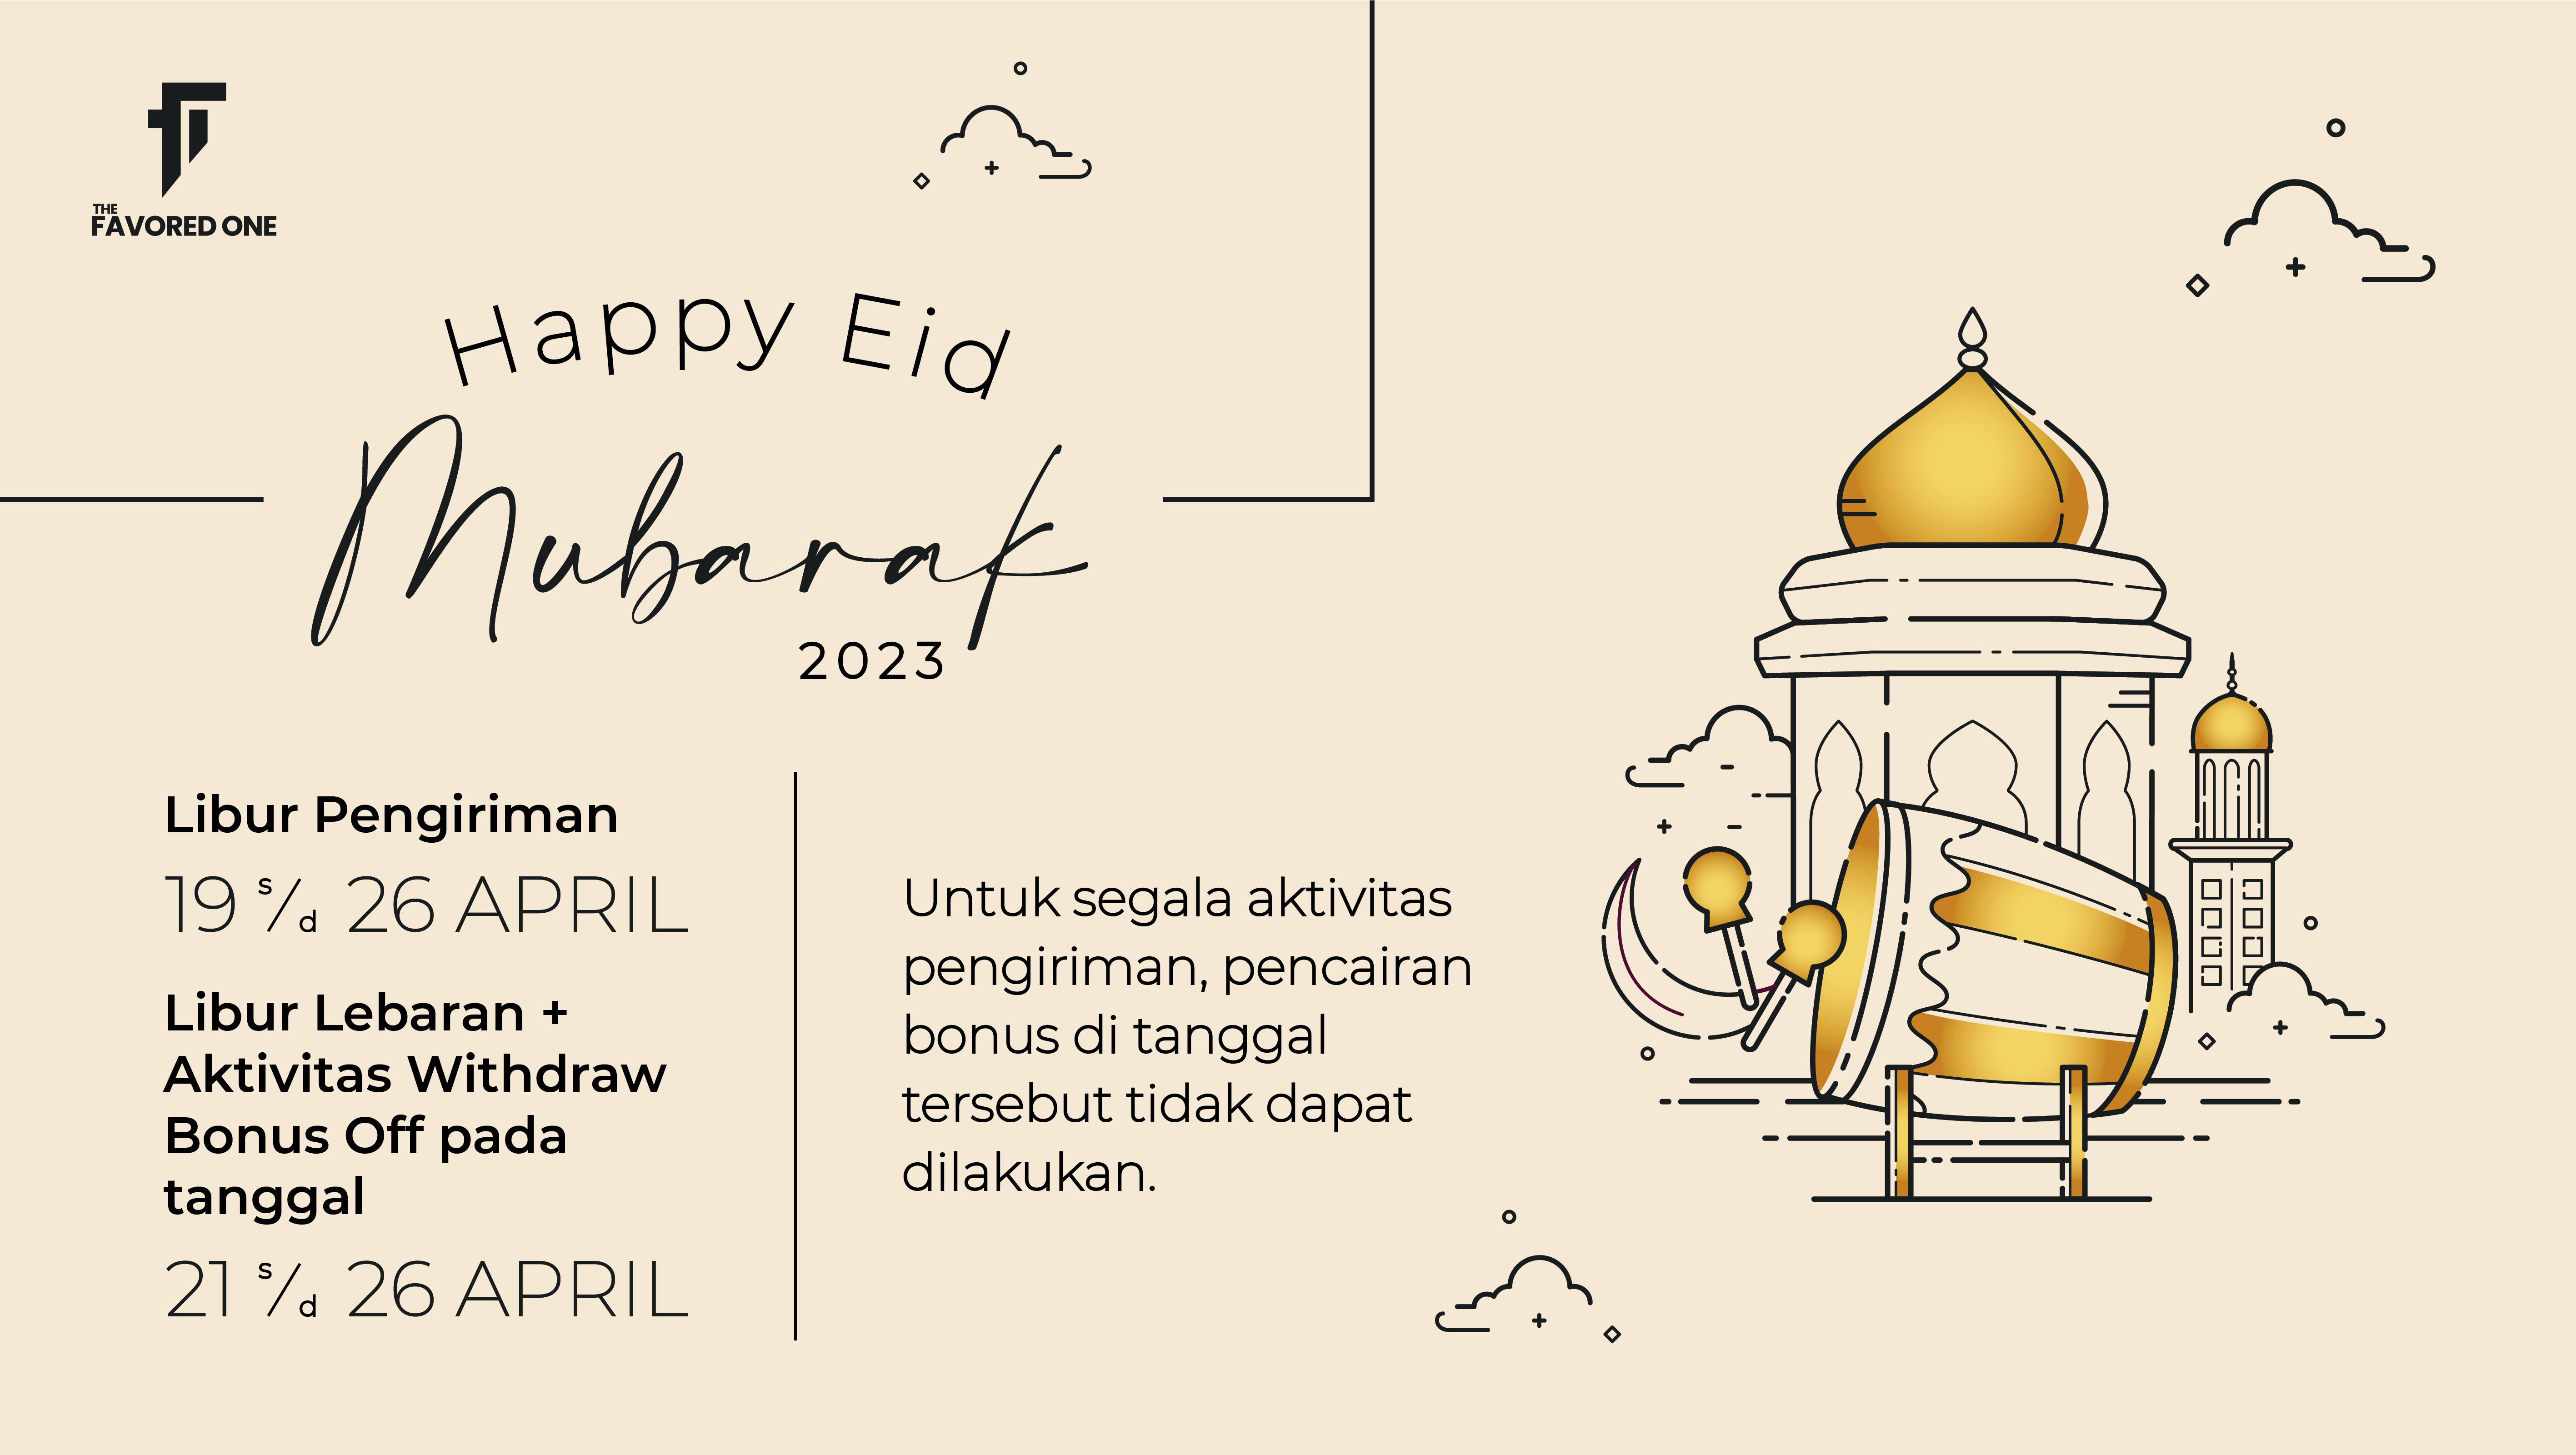 THE
FAVORED ONE
Happy Eid
Mubarak
2023
Libur Pengiriman
19 s/d 26 APRIL
Libur Lebaran +
Aktivitas Withdraw
Bonus Off pada
tanggal
21 s/d 26 APRIL
Untuk segala aktivitas
pengiriman, pencairan
bonus di tanggal
tersebut tidak dapat
dilakukan.